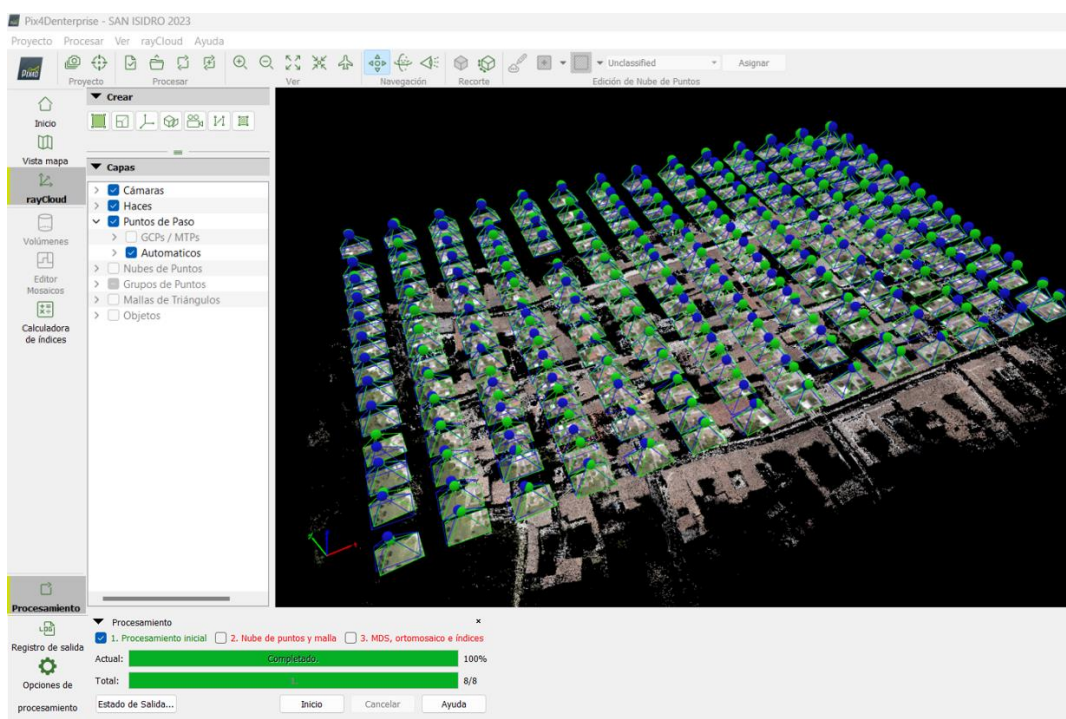 Pix4Denterprise - SAN ISIDRO 2023
Proyecto Procesar Ver rayCloud Ayuda
Pix4D
Unclassified Asignar
Proyecto Procesar Ver Navegación Recorte Edición de Nube de Puntos
Crear
Inicio
Vista mapa
rayCloud
Volúmenes
Editor
Mosaicos
Calculadora
de índices
Capas
Cámaras
Haces
Puntos de Paso
GCPs / MTPs
Automaticos
Nubes de Puntos
Grupos de Puntos
Mallas de Triángulos
Objetos
Procesamiento
LOG
Registro de salida
Opciones de
procesamiento
Procesamiento x
1. Procesamiento inicial 2. Nube de puntos y malla 3. MDS, ortomosaico e índices
Actual: Completado. 100%
Total: 1. 8/8
Estado de Salida... Inicio Cancelar Ayuda